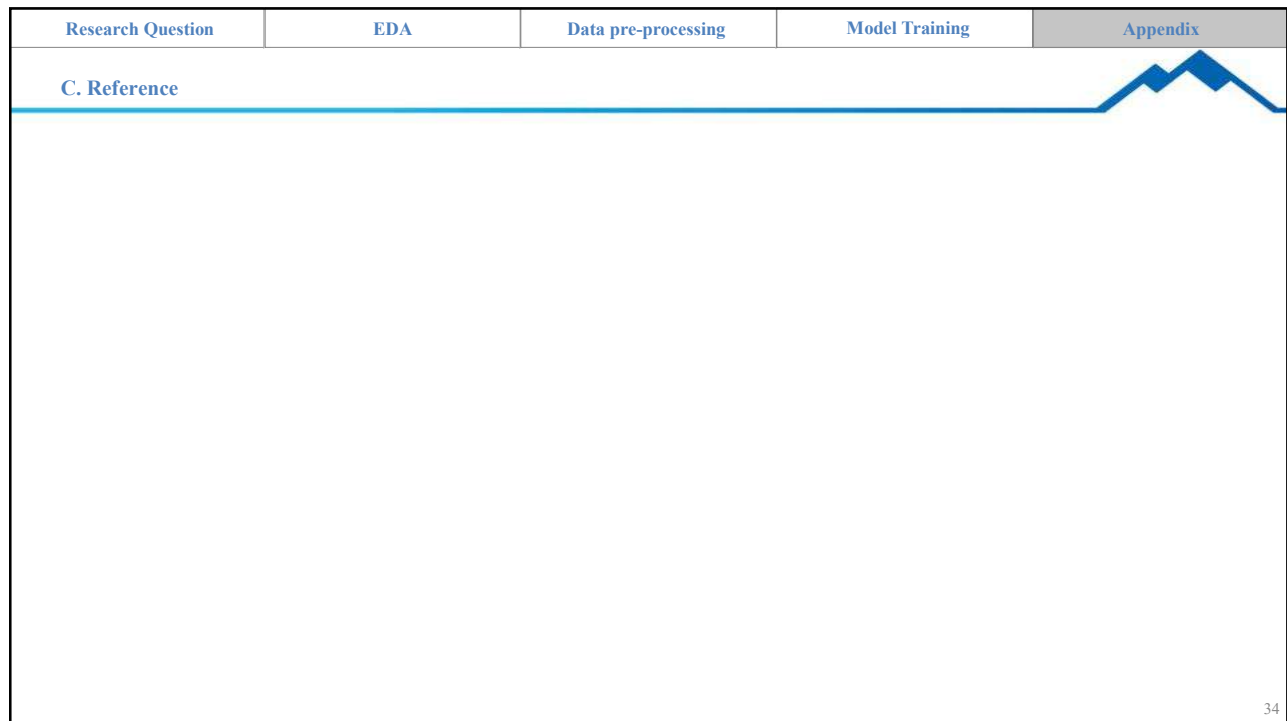 Research Question EDA Data pre-processing Model Training Appendix
C. Reference
34